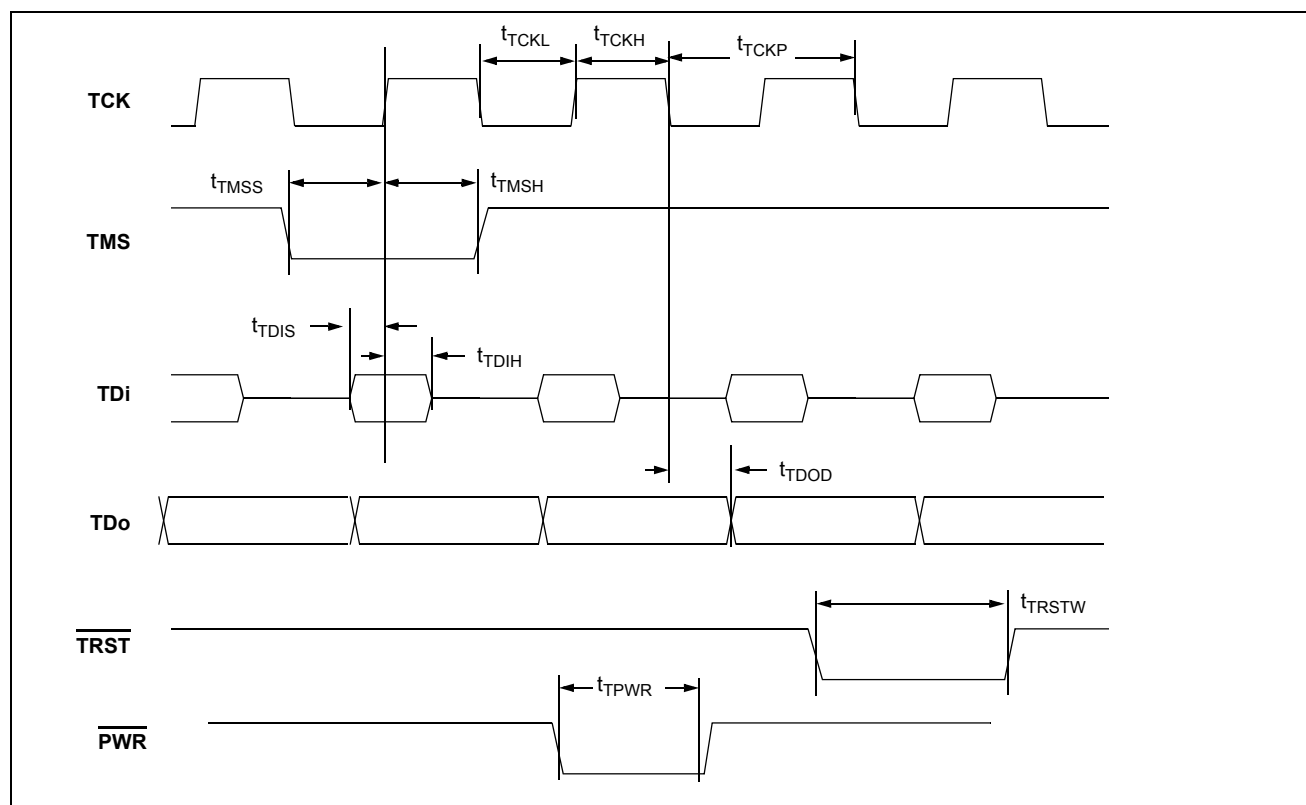 tTCKL tTCKH tTCKP
TCK
tTMSS tTMSH
TMS
tTDIS
tTDIH
TDi
tTDOD
TDo
tTRSTW
TRST
tTPWR
PWR